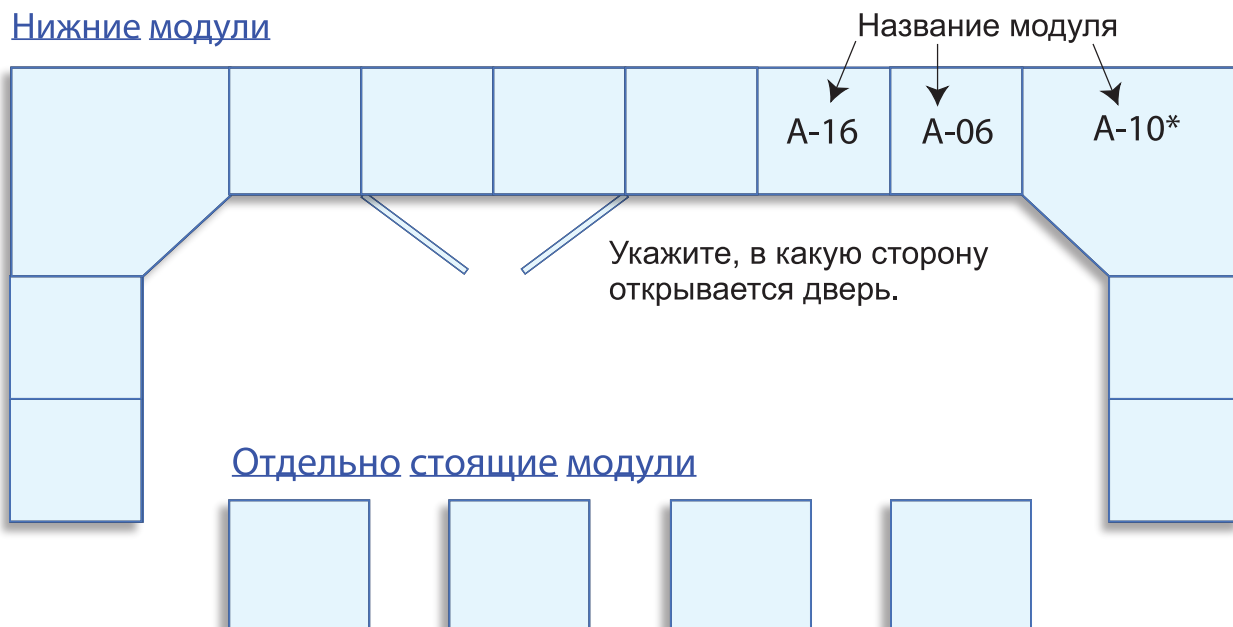 Нижние модули
Название модуля
А-16
А-06
А-10*
Укажите, в какую сторону
открывается дверь.
Отдельно стоящие модули